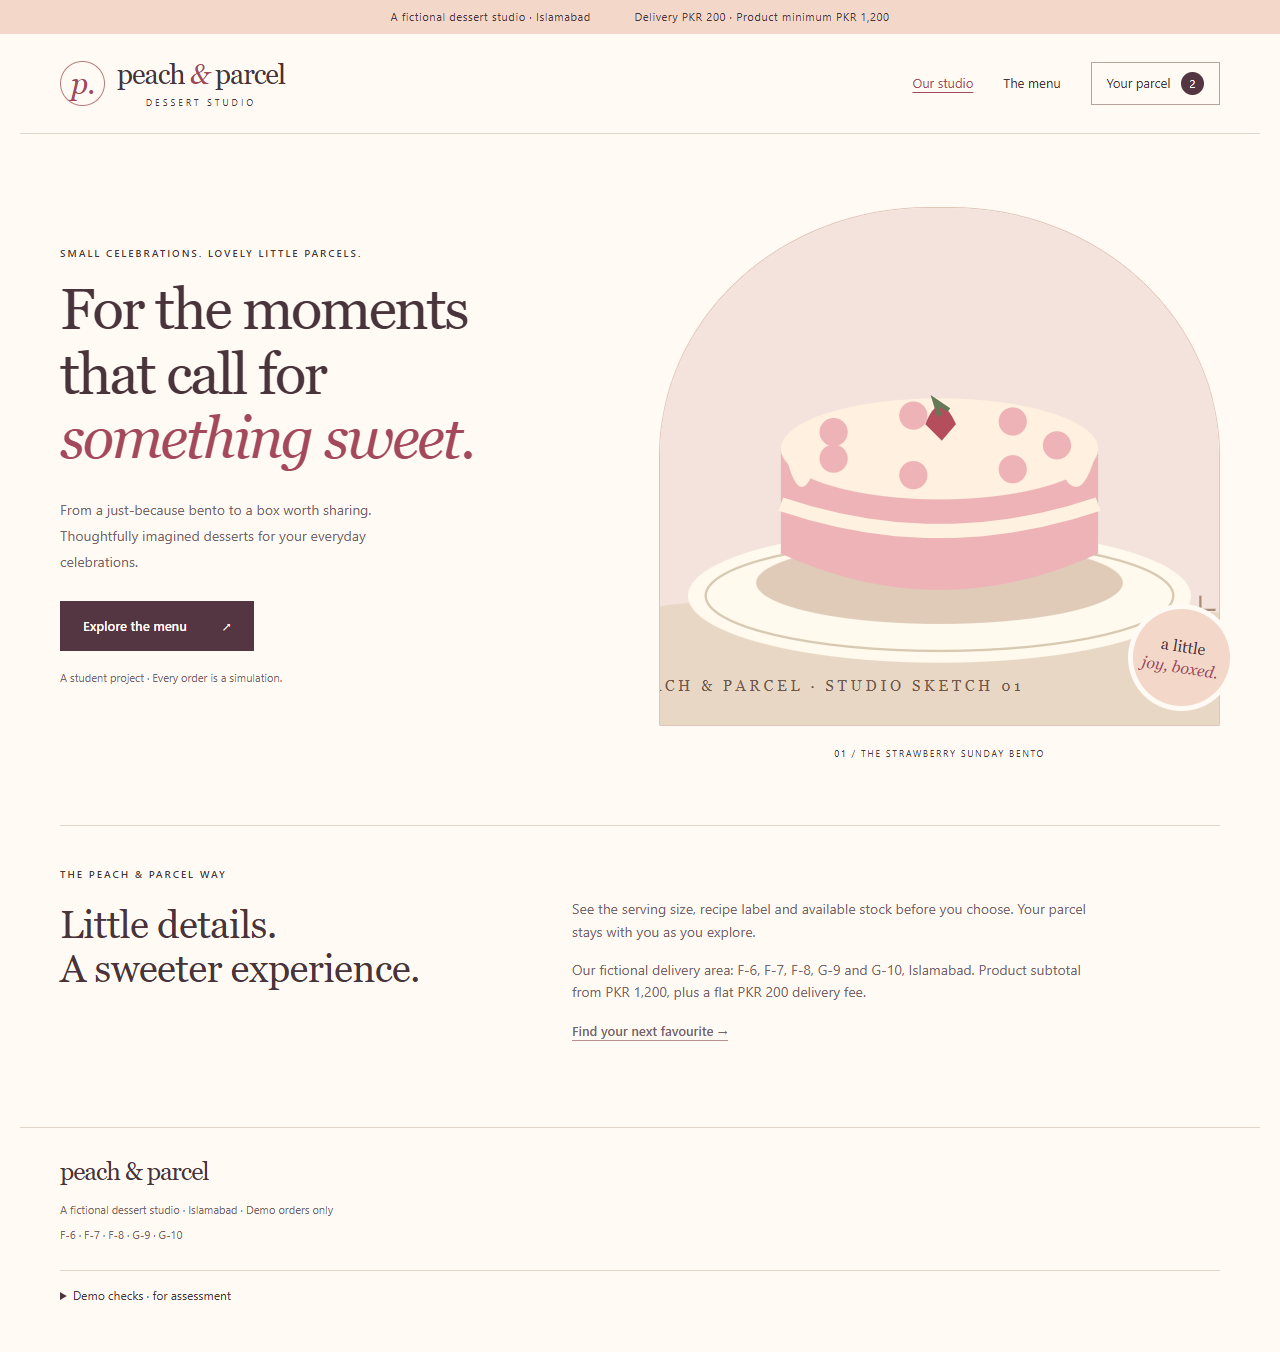 A fictional dessert studio · Islamabad
Delivery PKR 200 · Product minimum PKR 1,200
p.
peach & parcel
DESSERT STUDIO
Our studio
The menu
Your parcel 2
SMALL CELEBRATIONS. LOVELY LITTLE PARCELS.
For the moments
that call for
something sweet.
From a just-because bento to a box worth sharing.
Thoughtfully imagined desserts for your everyday
celebrations.
Explore the menu ↗
A student project · Every order is a simulation.
CH & PARCEL · STUDIO SKETCH 01
a little
joy, boxed.
01 / THE STRAWBERRY SUNDAY BENTO
THE PEACH & PARCEL WAY
Little details.
A sweeter experience.
See the serving size, recipe label and available stock before you choose. Your parcel
stays with you as you explore.
Our fictional delivery area: F-6, F-7, F-8, G-9 and G-10, Islamabad. Product subtotal
from PKR 1,200, plus a flat PKR 200 delivery fee.
Find your next favourite →
peach & parcel
A fictional dessert studio · Islamabad · Demo orders only
F-6 · F-7 · F-8 · G-9 · G-10
Demo checks · for assessment